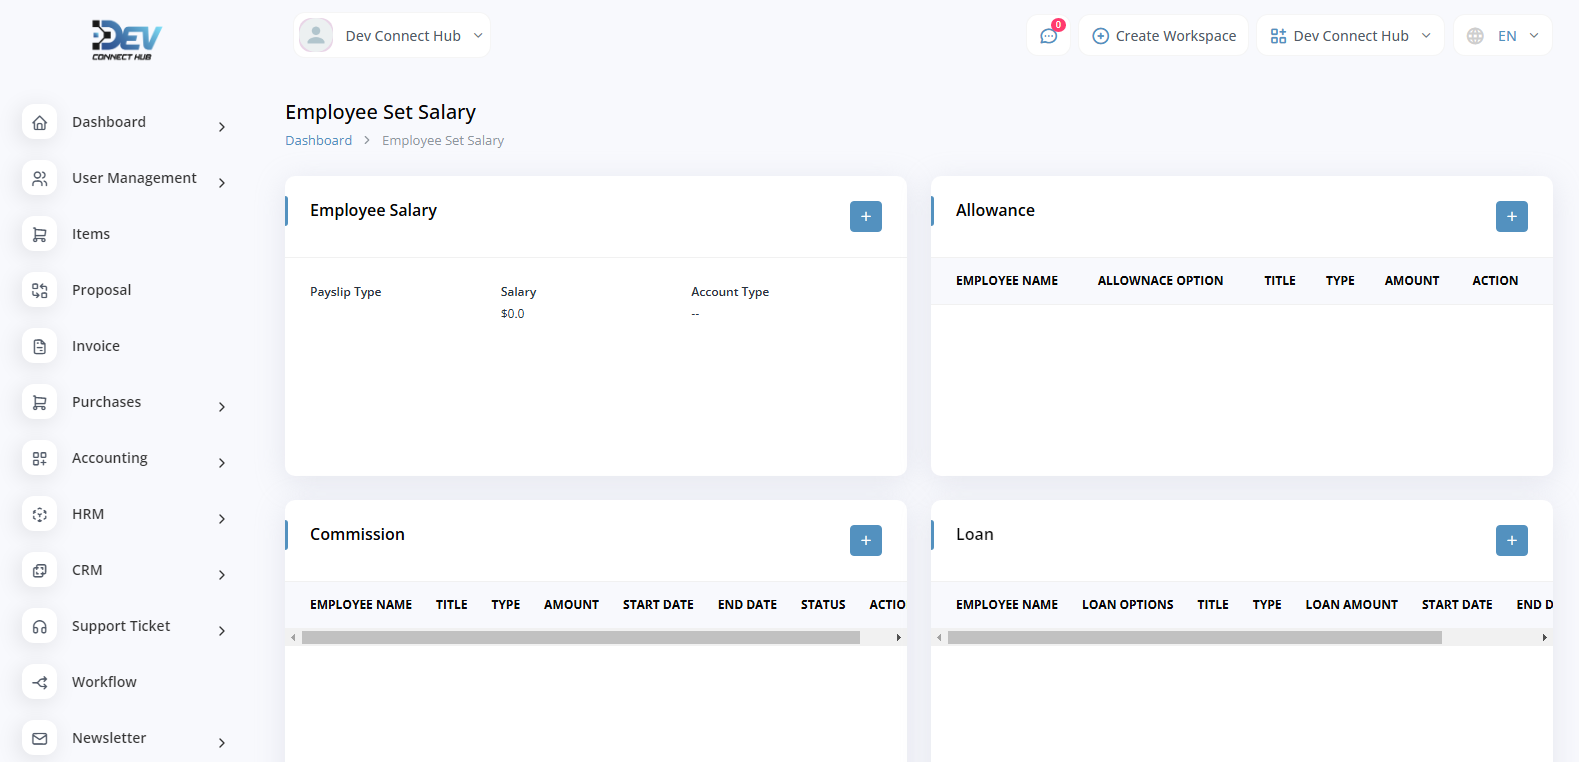 DEV
CONNECT HUB
Dev Connect Hub
0
Create Workspace
Dev Connect Hub
EN
Dashboard
User Management
Items
Proposal
Invoice
Purchases
Accounting
HRM
CRM
Support Ticket
Workflow
Newsletter
Employee Set Salary
Dashboard > Employee Set Salary
Employee Salary
+
Payslip Type Salary Account Type
$0.0 --
Allowance
+
EMPLOYEE NAME ALLOWNACE OPTION TITLE TYPE AMOUNT ACTION
Commission
+
EMPLOYEE NAME TITLE TYPE AMOUNT START DATE END DATE STATUS ACTIO
Loan
+
EMPLOYEE NAME LOAN OPTIONS TITLE TYPE LOAN AMOUNT START DATE END D